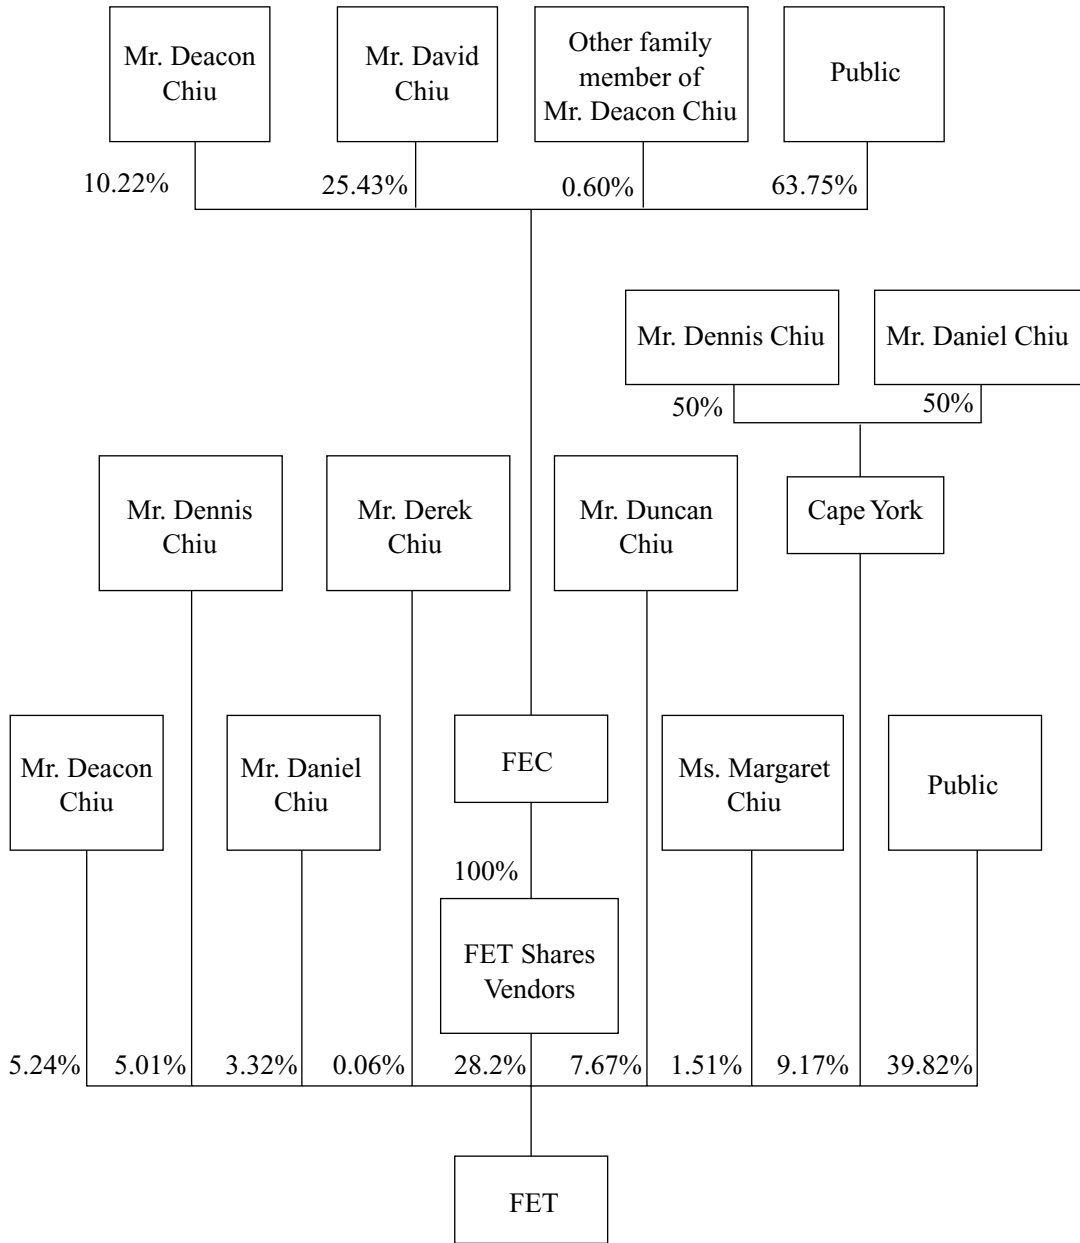 Mr. Deacon
Chiu
Mr. David
Chiu
Other family
member of
Mr. Deacon Chiu
Public
10.22%
25.43%
0.60%
63.75%
Mr. Dennis Chiu
Mr. Daniel Chiu
50%
50%
Mr. Dennis
Chiu
Mr. Derek
Chiu
Mr. Duncan
Chiu
Cape York
Mr. Deacon
Chiu
Mr. Daniel
Chiu
FEC
Ms. Margaret
Chiu
Public
100%
FET Shares
Vendors
5.24%
5.01%
3.32%
0.06%
28.2%
7.67%
1.51%
9.17%
39.82%
FET